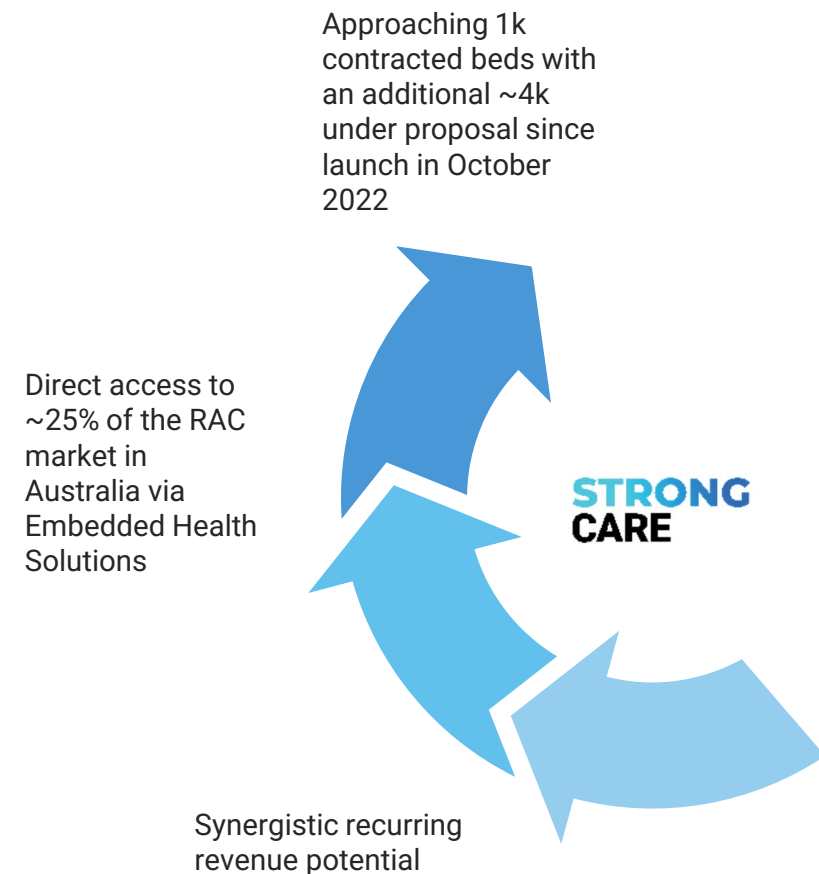 Approaching 1k
contracted beds with
an additional ~4k
under proposal since
launch in October
2022
Direct access to
~25% of the RAC
market in
Australia via
Embedded Health
Solutions
STRONG
CARE
Synergistic recurring
revenue potential